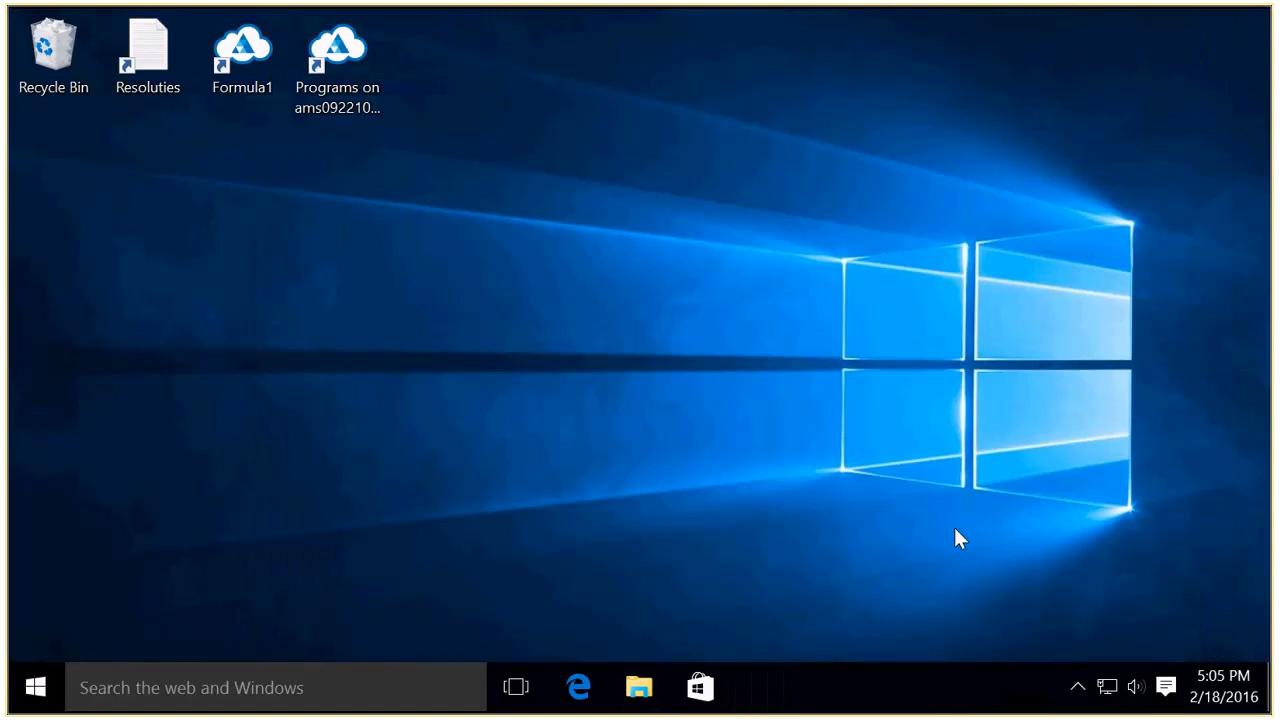 Recycle Bin
Resoluties
Formula1
Programs on
ams092210...
Search the web and Windows
5:05 PM
2/18/2016